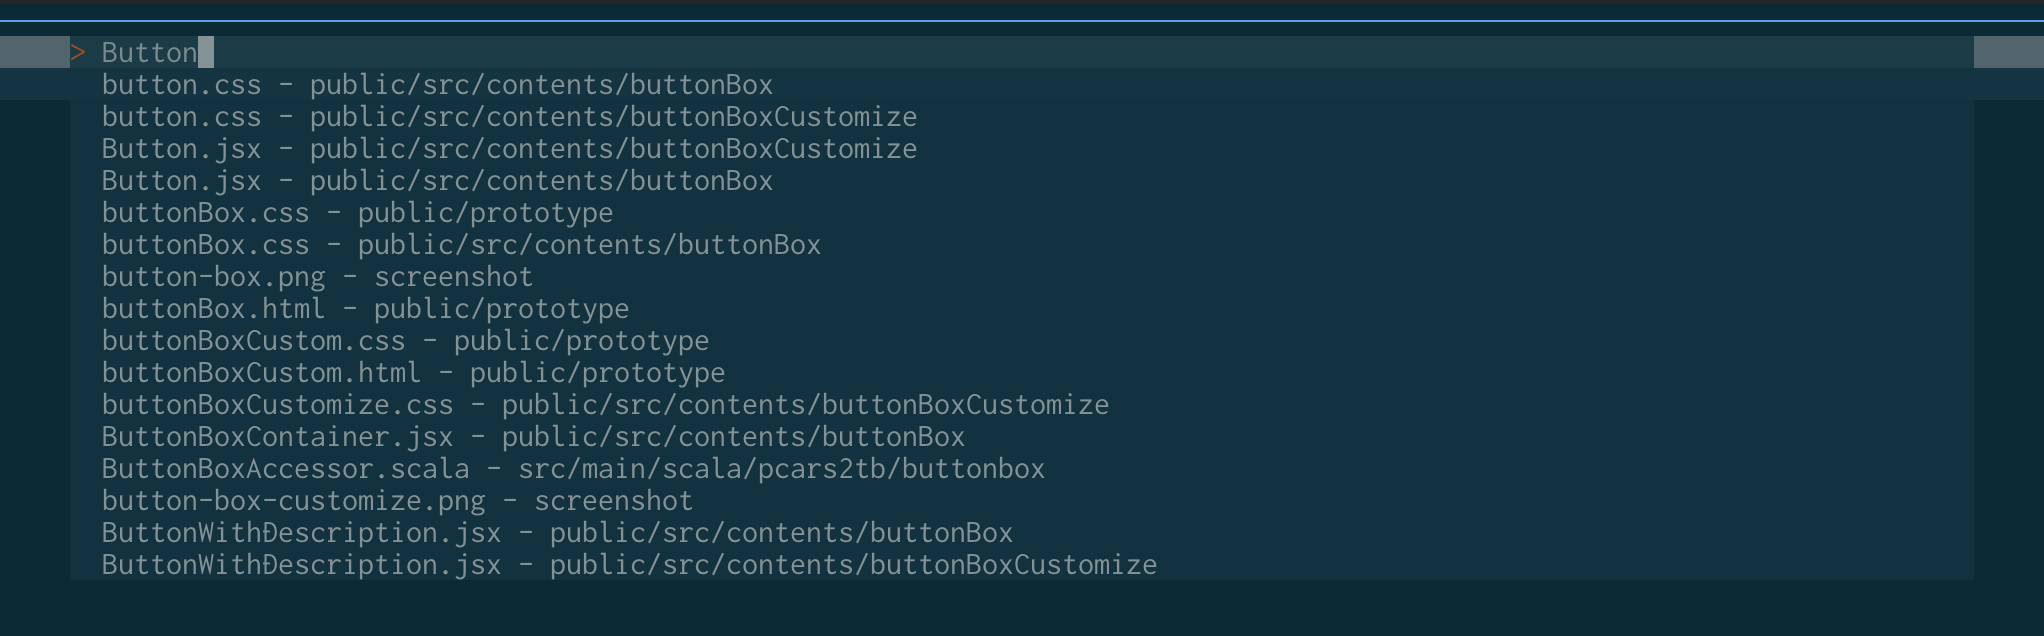 > Button
button.css - public/src/contents/buttonBox
button.css - public/src/contents/buttonBoxCustomize
Button.jsx - public/src/contents/buttonBoxCustomize
Button.jsx - public/src/contents/buttonBox
buttonBox.css - public/prototype
buttonBox.css - public/src/contents/buttonBox
button-box.png - screenshot
buttonBox.html - public/prototype
buttonBoxCustom.css - public/prototype
buttonBoxCustom.html - public/prototype
buttonBoxCustomize.css - public/src/contents/buttonBoxCustomize
ButtonBoxContainer.jsx - public/src/contents/buttonBox
ButtonBoxAccessor.scala - src/main/scala/pcars2tb/buttonbox
button-box-customize.png - screenshot
ButtonWithDescription.jsx - public/src/contents/buttonBox
ButtonWithDescription.jsx - public/src/contents/buttonBoxCustomize